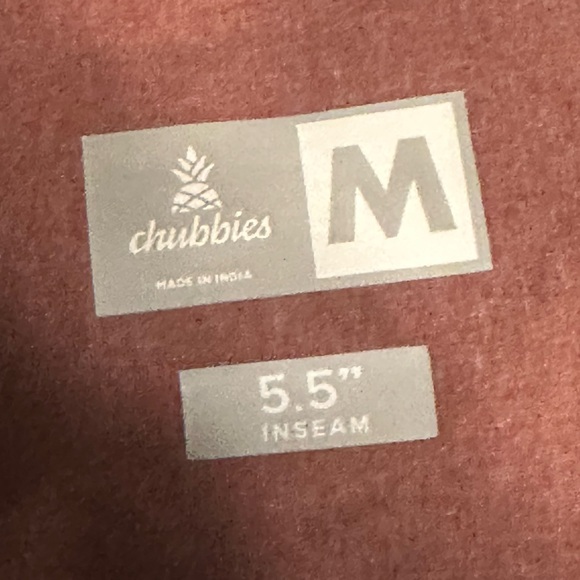 chubbies
MADE IN INDIA
M
5.5”
INSEAM